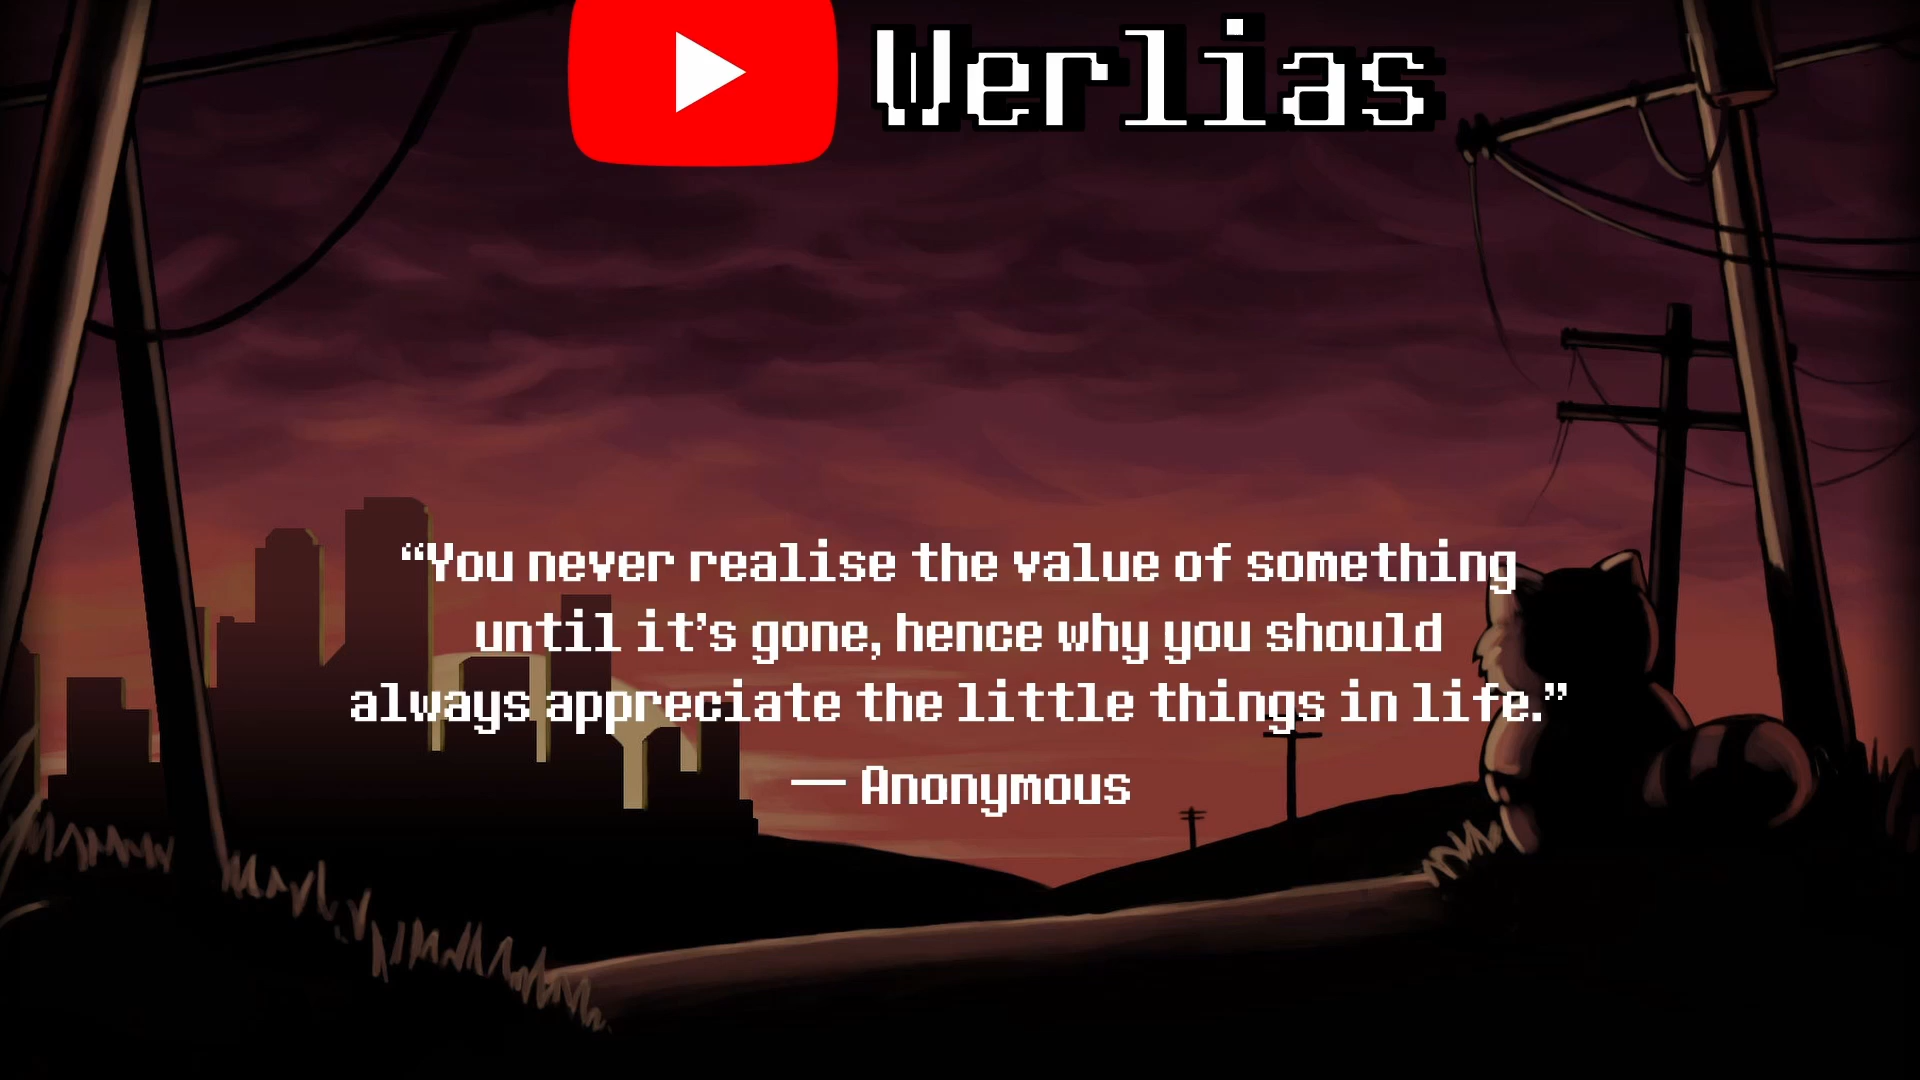 Werlias
“You never realise the value of something
until it’s gone, hence why you should
always appreciate the little things in life.”
— Anonymous